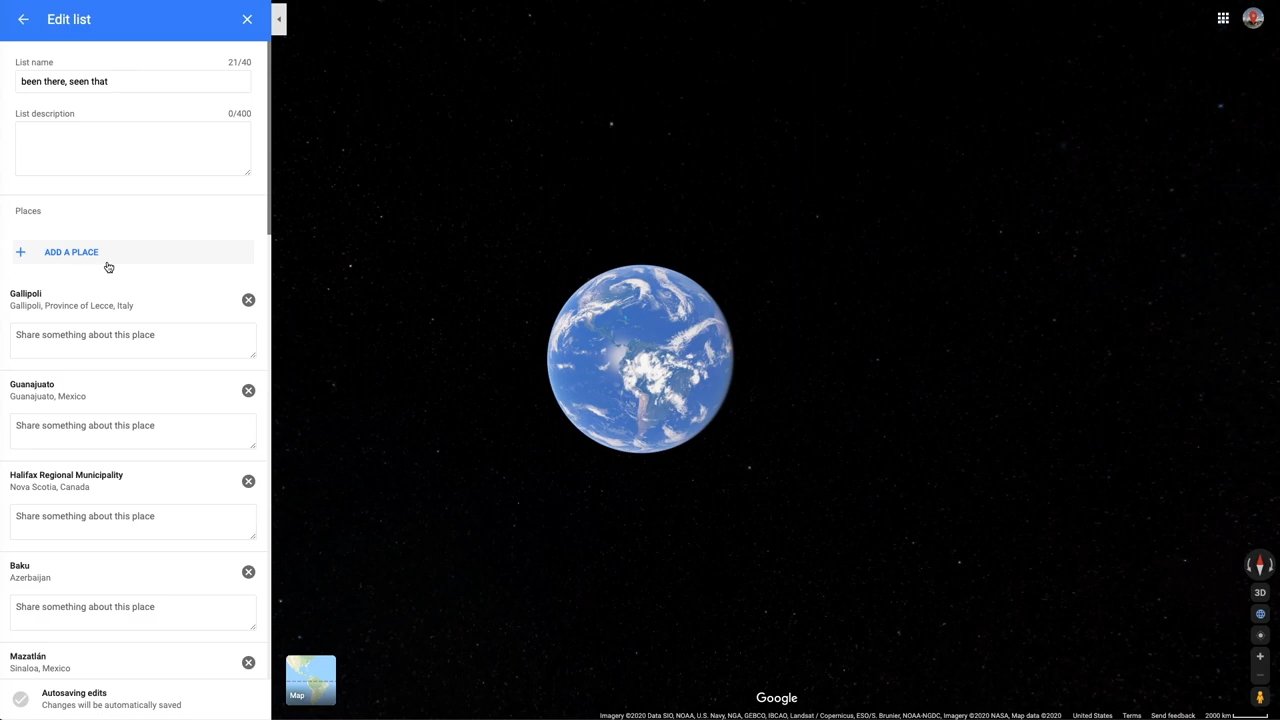 Edit list
List name 21/40
been there, seen that
List description 0/400
Places
ADD A PLACE
Gallipoli
Gallipoli, Province of Lecce, Italy
Share something about this place
Guanajuato
Guanajuato, Mexico
Share something about this place
Halifax Regional Municipality
Nova Scotia, Canada
Share something about this place
Baku
Azerbaijan
Share something about this place
Mazatlán
Sinaloa, Mexico
Autosaving edits
Changes will be automatically saved
3D
Map
Google
Imagery ©2020 Data SIO, NOAA, U.S. Navy, NGA, GEBCO, IBCAO, Landsat / Copernicus, ESO/S. Brunier, NOAA-NGDC, Imagery ©2020 NASA, Map data ©2020 United States Terms Send feedback 2000 km